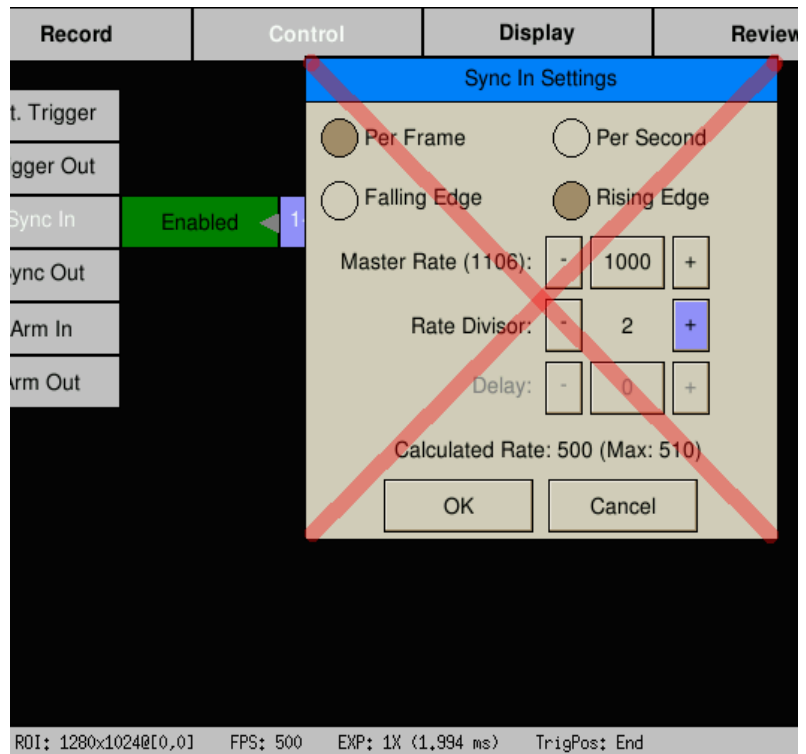 Record Control Display Review
Sync In Settings
t. Trigger
Per Frame Per Second
gger Out
Falling Edge Rising Edge
Sync In Enabled 1
Master Rate (1106): - 1000 +
ync Out
Rate Divisor: - 2 +
Arm In
Arm Out
Delay: - 0 +
Calculated Rate: 500 (Max: 510)
OK Cancel
ROI: 1280x1024@[0,0] FPS: 500 EXP: 1X (1.994 ms) TrigPos: End